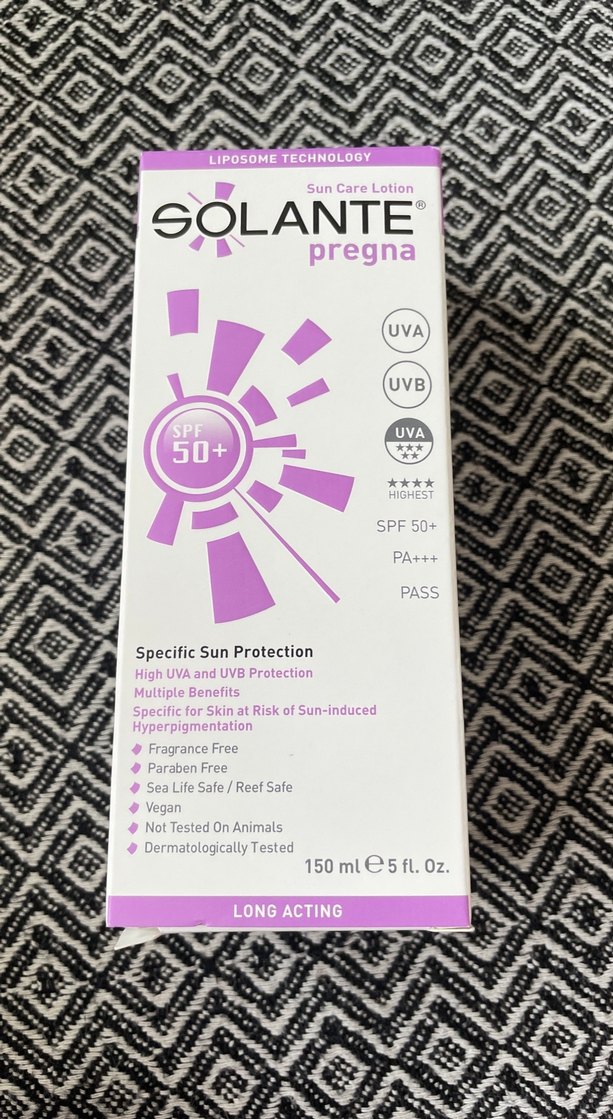 LIPOSOME TECHNOLOGY
Sun Care Lotion
SOLANTE®
pregna
UVA
UVB
SPF
50+
UVA
HIGHEST
SPF 50+
PA+++
PASS
Specific Sun Protection
High UVA and UVB Protection
Multiple Benefits
Specific for Skin at Risk of Sun-induced
Hyperpigmentation
Fragrance Free
Paraben Free
Sea Life Safe / Reef Safe
Vegan
Not Tested On Animals
Dermatologically Tested
150 ml ℮ 5 fl. Oz.
LONG ACTING